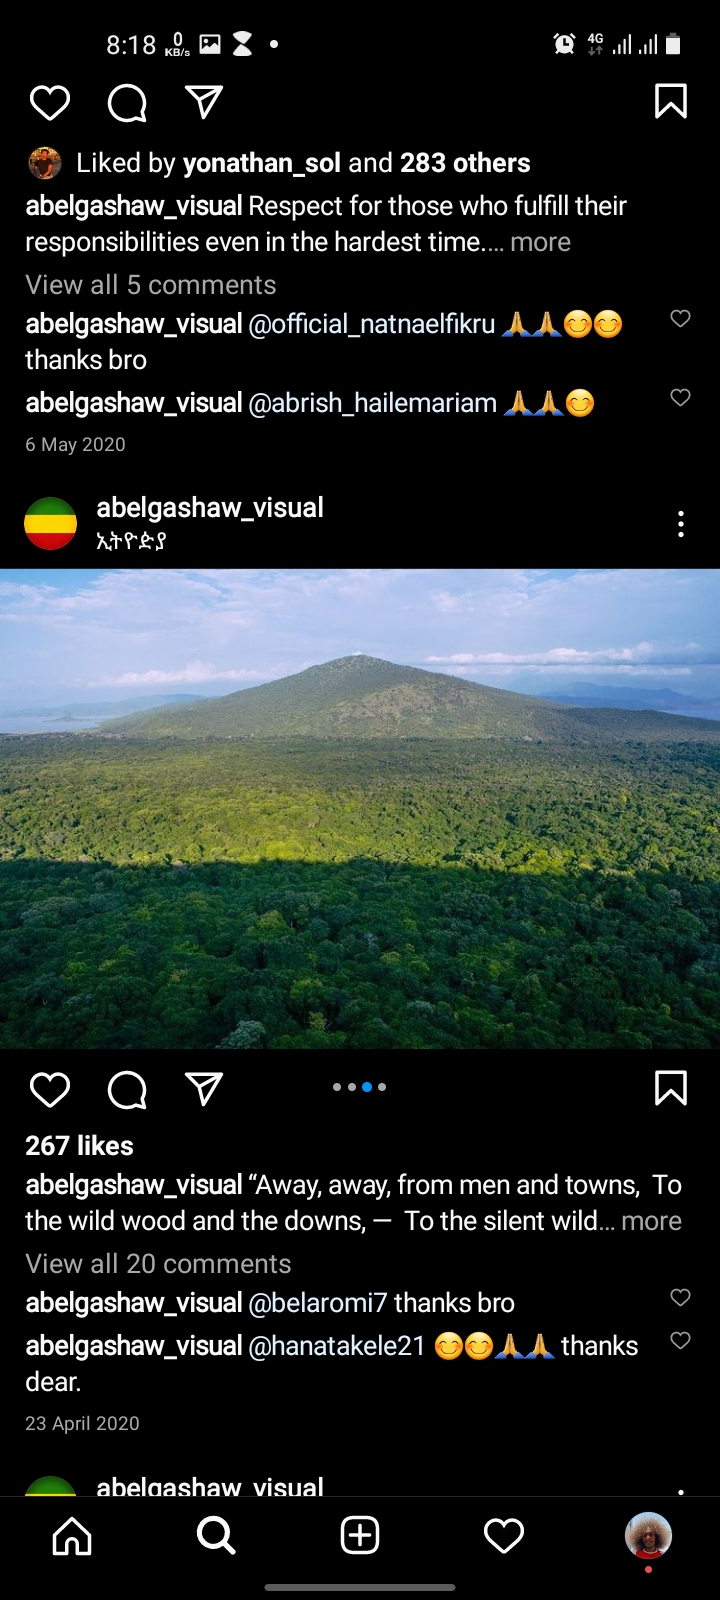 8:18 0 KB/s 4G
Liked by yonathan_sol and 283 others
abelgashaw_visual Respect for those who fulfill their
responsibilities even in the hardest time.... more
View all 5 comments
abelgashaw_visual @official_natnaelfikru 🙏🙏😊😊
thanks bro
abelgashaw_visual @abrish_hailemariam 🙏🙏😊
6 May 2020
abelgashaw_visual
ኢትዮድያ
267 likes
abelgashaw_visual “Away, away, from men and towns,  To
the wild wood and the downs, —  To the silent wild... more
View all 20 comments
abelgashaw_visual @belaromi7 thanks bro
abelgashaw_visual @hanatakele21 😊😊🙏🙏 thanks
dear.
23 April 2020
abelgashaw_visual